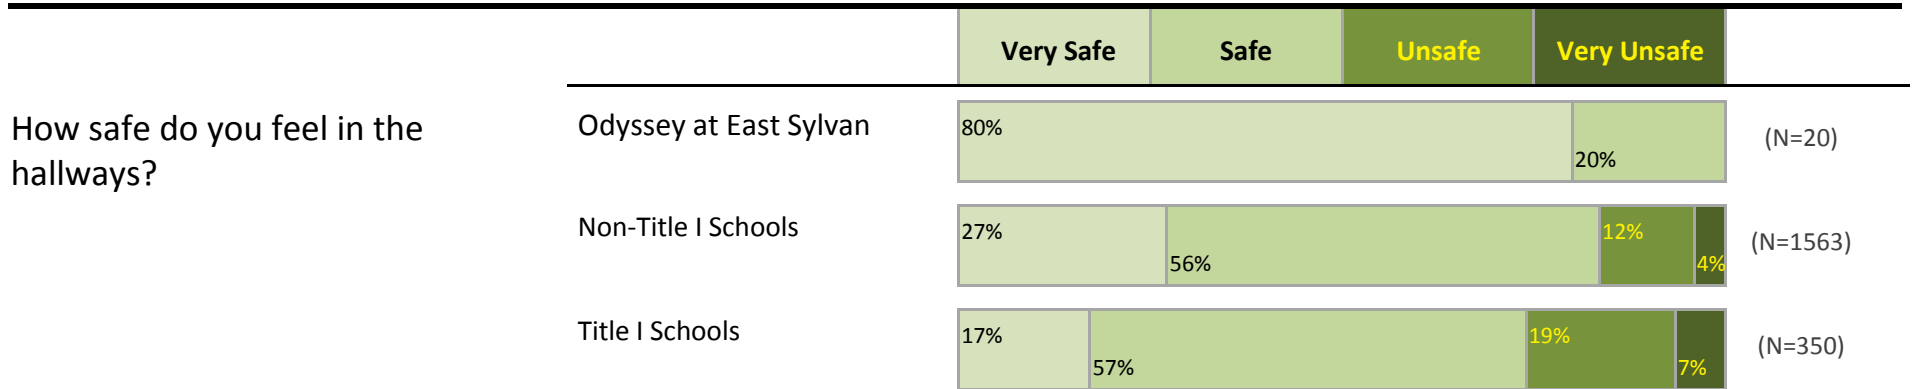 Very Safe Safe Unsafe Very Unsafe
How safe do you feel in the
hallways?
Odyssey at East Sylvan
80%
20%
(N=20)
Non-Title I Schools
27%
56%
12%
4%
(N=1563)
Title I Schools
17%
57%
19%
7%
(N=350)